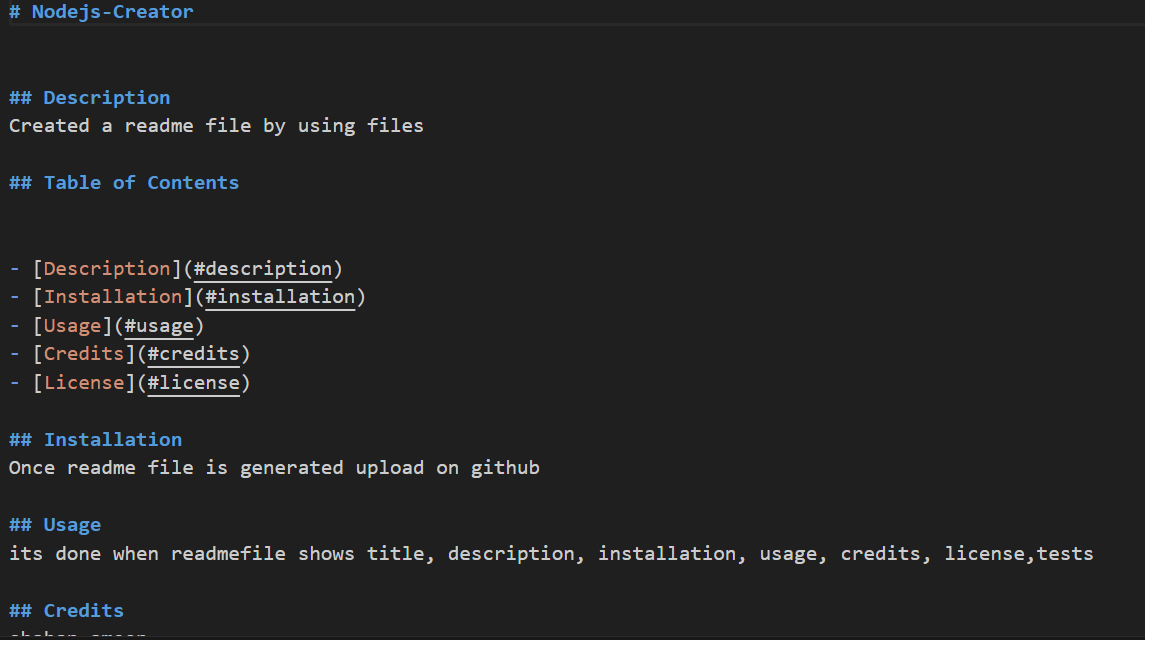 # Nodejs-Creator
## Description
Created a readme file by using files
## Table of Contents
- [Description](#description)
- [Installation](#installation)
- [Usage](#usage)
- [Credits](#credits)
- [License](#license)
## Installation
Once readme file is generated upload on github
## Usage
its done when readmefile shows title, description, installation, usage, credits, license,tests
## Credits